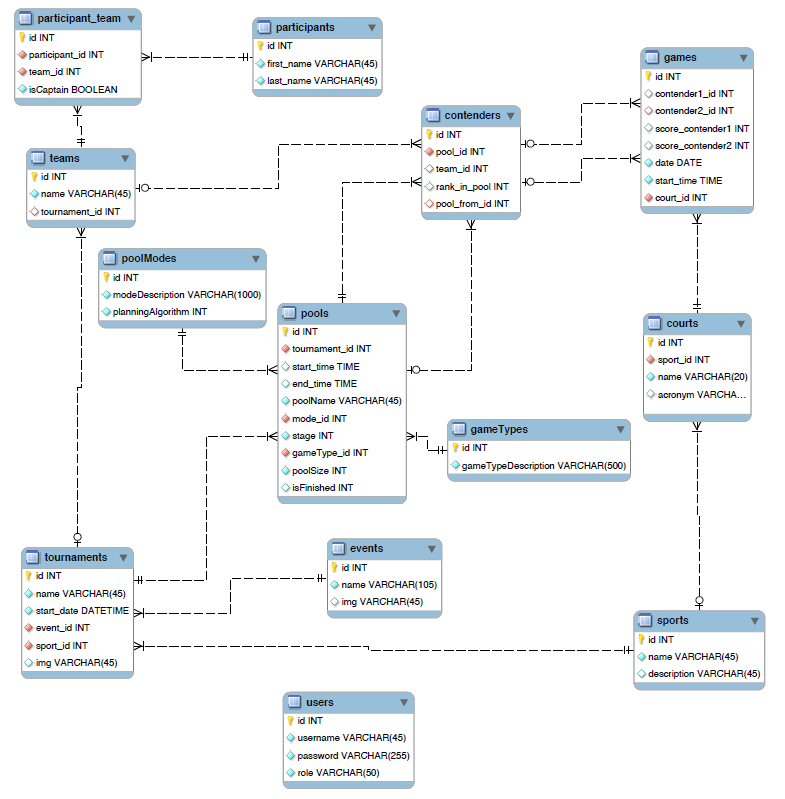 participant_team
id INT
participant_id INT
team_id INT
isCaptain BOOLEAN
participants
id INT
first_name VARCHAR(45)
last_name VARCHAR(45)
games
id INT
contender1_id INT
contender2_id INT
score_contender1 INT
score_contender2 INT
date DATE
start_time TIME
court_id INT
contenders
id INT
pool_id INT
team_id INT
rank_in_pool INT
pool_from_id INT
teams
id INT
name VARCHAR(45)
tournament_id INT
poolModes
id INT
modeDescription VARCHAR(1000)
planningAlgorithm INT
pools
id INT
tournament_id INT
start_time TIME
end_time TIME
poolName VARCHAR(45)
mode_id INT
stage INT
gameType_id INT
poolSize INT
isFinished INT
courts
id INT
sport_id INT
name VARCHAR(20)
acronym VARCHA...
gameTypes
id INT
gameTypeDescription VARCHAR(500)
tournaments
id INT
name VARCHAR(45)
start_date DATETIME
event_id INT
sport_id INT
img VARCHAR(45)
events
id INT
name VARCHAR(105)
img VARCHAR(45)
sports
id INT
name VARCHAR(45)
description VARCHAR(45)
users
id INT
username VARCHAR(45)
password VARCHAR(255)
role VARCHAR(50)